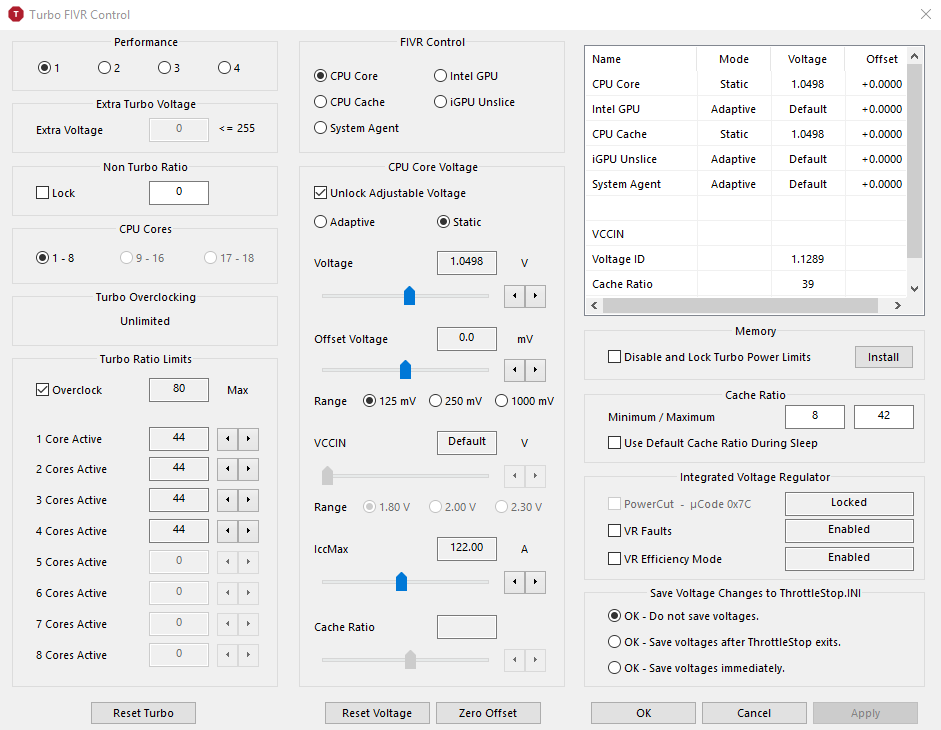 Turbo FIVR Control
Performance
1 2 3 4
Extra Turbo Voltage
Extra Voltage 0 <= 255
Non Turbo Ratio
Lock 0
CPU Cores
1 - 8 9 - 16 17 - 18
Turbo Overclocking
Unlimited
Turbo Ratio Limits
Overclock 80 Max
1 Core Active 44
2 Cores Active 44
3 Cores Active 44
4 Cores Active 44
5 Cores Active 0
6 Cores Active 0
7 Cores Active 0
8 Cores Active 0
Reset Turbo
FIVR Control
CPU Core Intel GPU
CPU Cache iGPU Unslice
System Agent
CPU Core Voltage
Unlock Adjustable Voltage
Adaptive Static
Voltage 1.0498 V
Offset Voltage 0.0 mV
Range 125 mV 250 mV 1000 mV
VCCIN Default V
Range 1.80 V 2.00 V 2.30 V
IccMax 122.00 A
Cache Ratio
Reset Voltage Zero Offset
Name Mode Voltage Offset
CPU Core Static 1.0498 +0.0000
Intel GPU Adaptive Default +0.0000
CPU Cache Static 1.0498 +0.0000
iGPU Unslice Adaptive Default +0.0000
System Agent Adaptive Default +0.0000
VCCIN
Voltage ID 1.1289
Cache Ratio 39
Memory
Disable and Lock Turbo Power Limits Install
Cache Ratio
Minimum / Maximum 8 42
Use Default Cache Ratio During Sleep
Integrated Voltage Regulator
PowerCut - µCode 0x7C Locked
VR Faults Enabled
VR Efficiency Mode Enabled
Save Voltage Changes to ThrottleStop.INI
OK - Do not save voltages.
OK - Save voltages after ThrottleStop exits.
OK - Save voltages immediately.
OK Cancel Apply